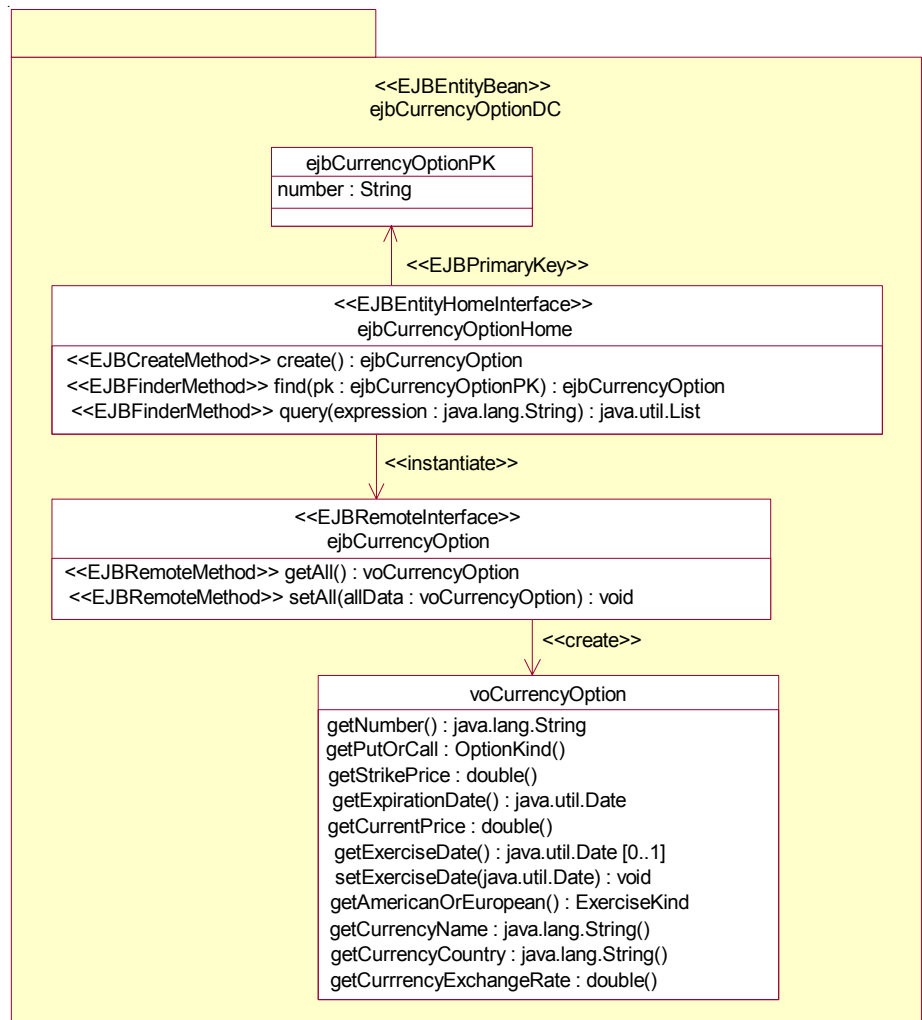 <<EJBEntityBean>>
ejbCurrencyOptionDC
ejbCurrencyOptionPK
number : String
<<EJBPrimaryKey>>
<<EJBEntityHomeInterface>>
ejbCurrencyOptionHome
<<EJBCreateMethod>> create() : ejbCurrencyOption
<<EJBFinderMethod>> find(pk : ejbCurrencyOptionPK) : ejbCurrencyOption
<<EJBFinderMethod>> query(expression : java.lang.String) : java.util.List
<<instantiate>>
<<EJBRemoteInterface>>
ejbCurrencyOption
<<EJBRemoteMethod>> getAll() : voCurrencyOption
<<EJBRemoteMethod>> setAll(allData : voCurrencyOption) : void
<<create>>
voCurrencyOption
getNumber() : java.lang.String
getPutOrCall : OptionKind()
getStrikePrice : double()
getExpirationDate() : java.util.Date
getCurrentPrice : double()
getExerciseDate() : java.util.Date [0..1]
setExerciseDate(java.util.Date) : void
getAmericanOrEuropean() : ExerciseKind
getCurrencyName : java.lang.String()
getCurrencyCountry : java.lang.String()
getCurrrencyExchangeRate : double()